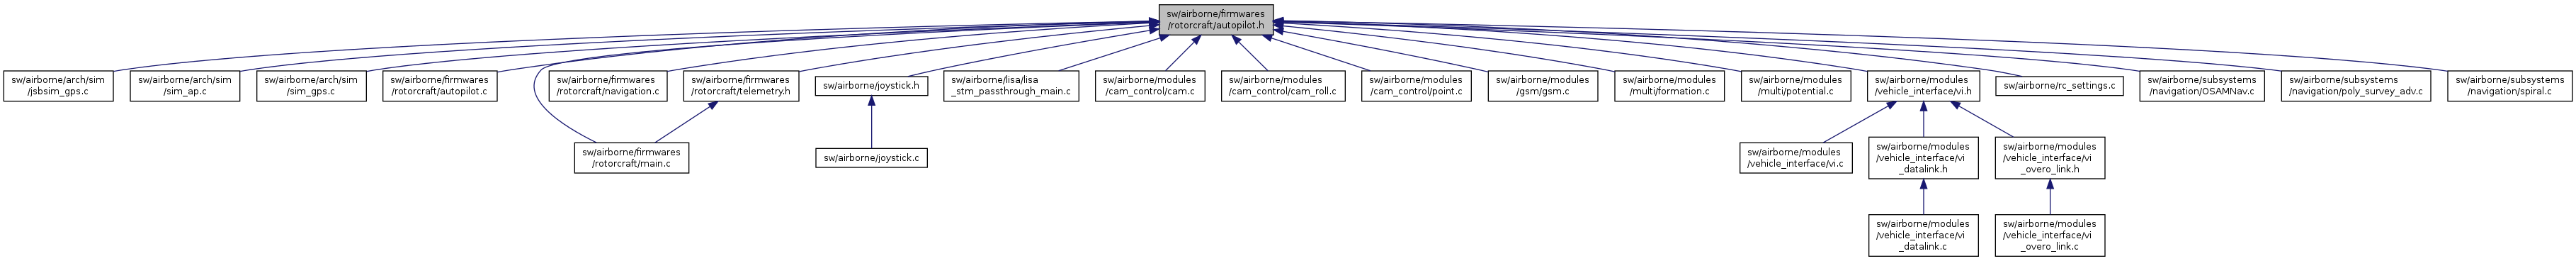 sw/airborne/firmwares
/rotorcraft/autopilot.h
sw/airborne/arch/sim
/jsbsim_gps.c
sw/airborne/arch/sim
/sim_ap.c
sw/airborne/arch/sim
/sim_gps.c
sw/airborne/firmwares
/rotorcraft/autopilot.c
sw/airborne/firmwares
/rotorcraft/navigation.c
sw/airborne/firmwares
/rotorcraft/telemetry.h
sw/airborne/joystick.h
sw/airborne/lisa/lisa
_stm_passthrough_main.c
sw/airborne/modules
/cam_control/cam.c
sw/airborne/modules
/cam_control/cam_roll.c
sw/airborne/modules
/cam_control/point.c
sw/airborne/modules
/gsm/gsm.c
sw/airborne/modules
/multi/formation.c
sw/airborne/modules
/multi/potential.c
sw/airborne/modules
/vehicle_interface/vi.h
sw/airborne/rc_settings.c
sw/airborne/subsystems
/navigation/OSAMNav.c
sw/airborne/subsystems
/navigation/poly_survey_adv.c
sw/airborne/subsystems
/navigation/spiral.c
sw/airborne/firmwares
/rotorcraft/main.c
sw/airborne/joystick.c
sw/airborne/modules
/vehicle_interface/vi.c
sw/airborne/modules
/vehicle_interface/vi
_datalink.h
sw/airborne/modules
/vehicle_interface/vi
_overo_link.h
sw/airborne/modules
/vehicle_interface/vi
_datalink.c
sw/airborne/modules
/vehicle_interface/vi
_overo_link.c